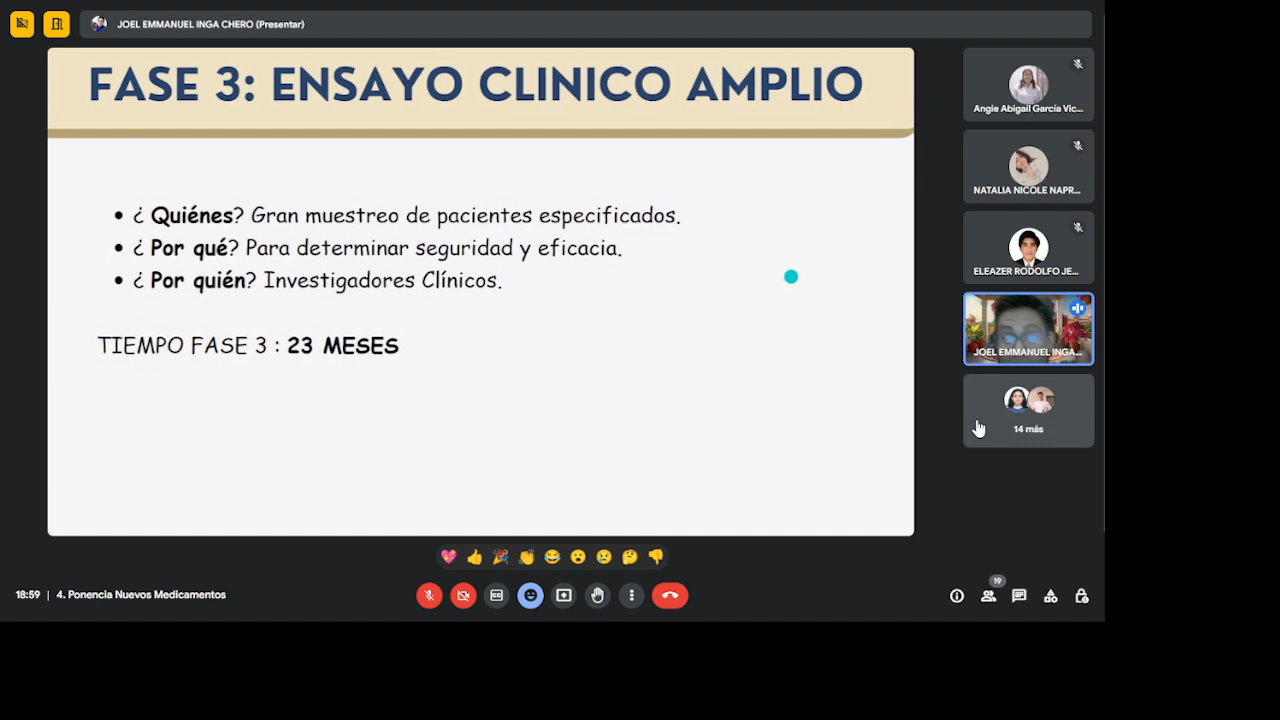 JOEL EMMANUEL INGA CHERO (Presentar)
FASE 3: ENSAYO CLINICO AMPLIO
• ¿ Quiénes? Gran muestreo de pacientes especificados.
• ¿ Por qué? Para determinar seguridad y eficacia.
• ¿ Por quién? Investigadores Clínicos.
TIEMPO FASE 3 : 23 MESES
Angie Abigail García Vic...
NATALIA NICOLE NAPR...
ELEAZER RODOLFO JE...
JOEL EMMANUEL INGA...
14 más
18:59 | 4. Ponencia Nuevos Medicamentos
19